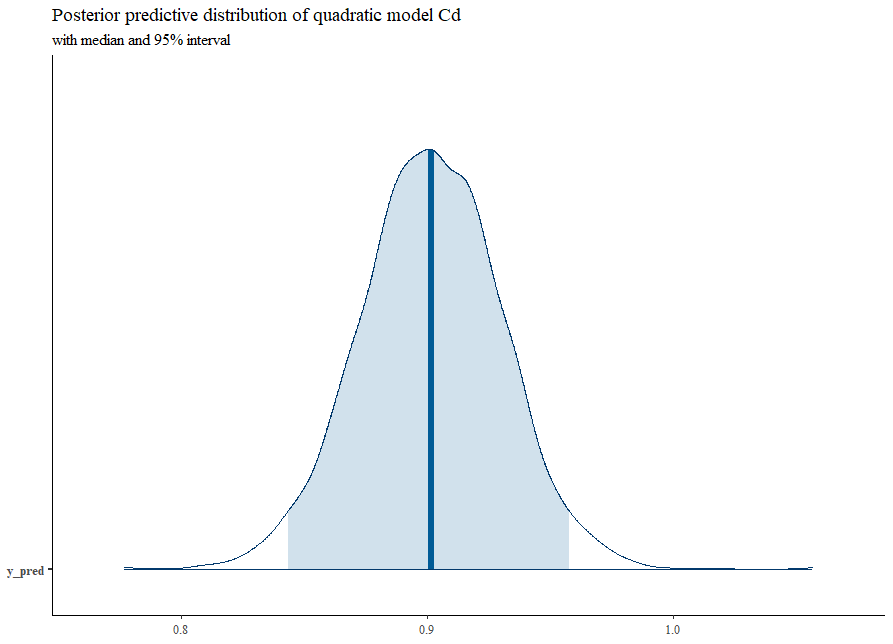 Posterior predictive distribution of quadratic model Cd
with median and 95% interval
y_pred
0.8
0.9
1.0